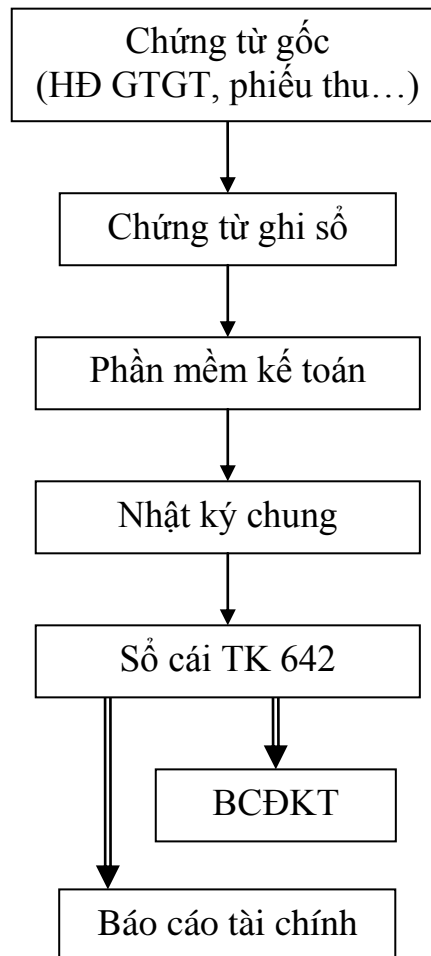 Chứng từ gốc
(HĐ GTGT, phiếu thu…)
Chứng từ ghi sổ
Phần mềm kế toán
Nhật ký chung
Sổ cái TK 642
BCĐKT
Báo cáo tài chính